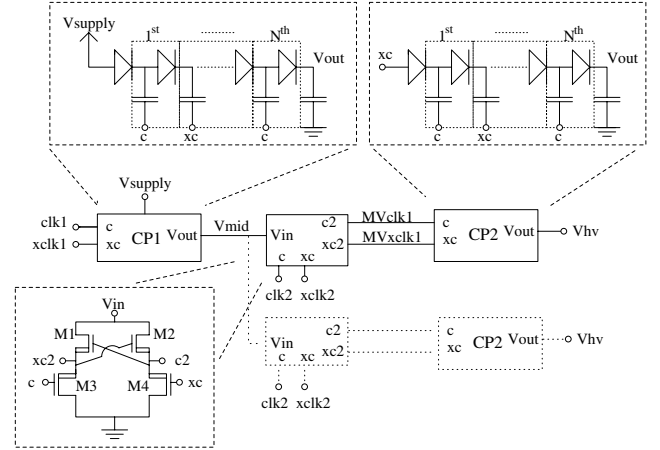 Vsupply
1st
........
Nth
Vout
c
xc
c
xc
1st
........
Nth
Vout
c
xc
c
Vsupply
clk1
xclk1
c
xc
CP1
Vout
Vmid
Vin
c2
xc2
c
xc
clk2
xclk2
MVclk1
MVxclk1
c
xc
CP2
Vout
Vhv
Vin
M1
M2
xc2
c2
c
M3
M4
xc
Vin
c2
xc2
c
xc
clk2
xclk2
c
xc
CP2
Vout
Vhv